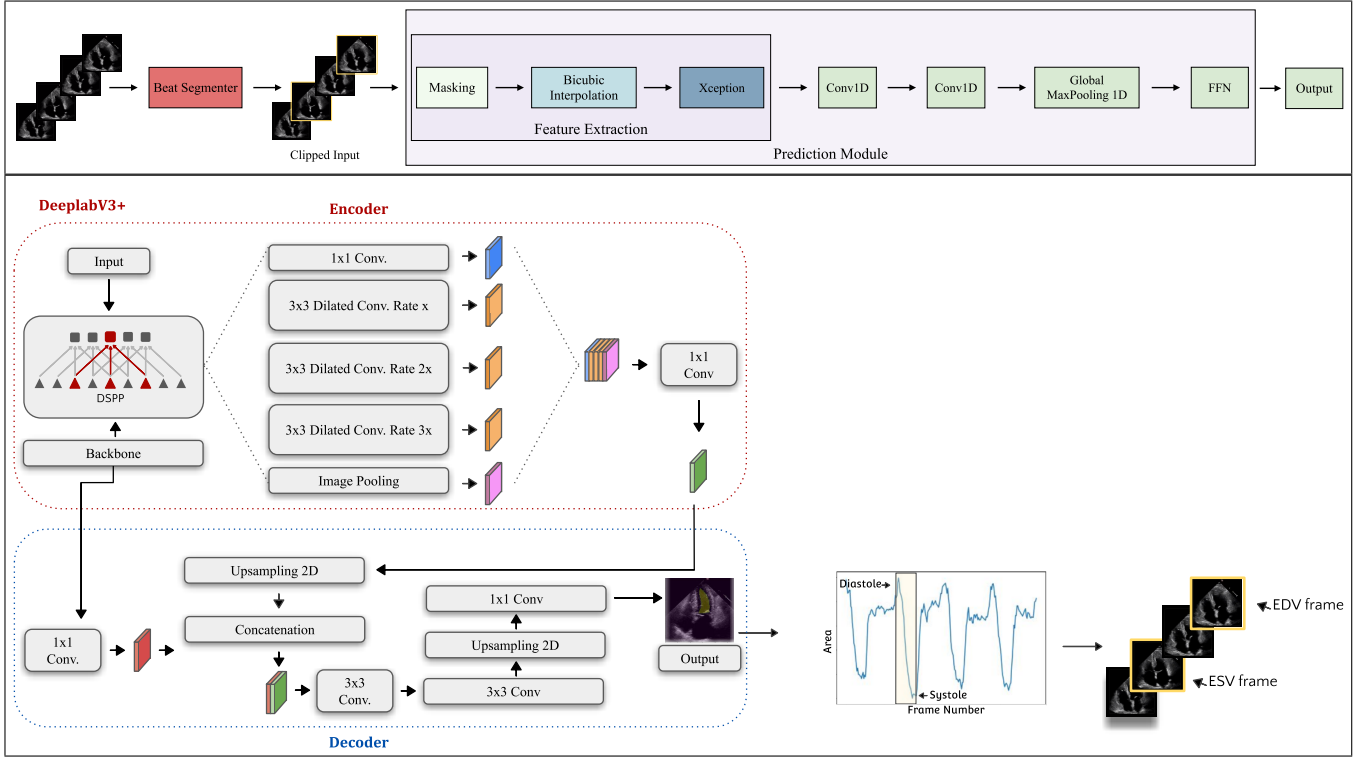 Beat Segmenter
Clipped Input
Masking
Bicubic
Interpolation
Xception
Feature Extraction
Conv1D
Conv1D
Global
MaxPooling 1D
FFN
Output
Prediction Module
DeeplabV3+
Encoder
Input
DSPP
Backbone
1x1 Conv.
3x3 Dilated Conv. Rate x
3x3 Dilated Conv. Rate 2x
3x3 Dilated Conv. Rate 3x
Image Pooling
1x1
Conv
1x1
Conv.
Upsampling 2D
Concatenation
3x3
Conv.
3x3 Conv
Upsampling 2D
1x1 Conv
Output
Decoder
Diastole
Area
Systole
Frame Number
EDV frame
ESV frame